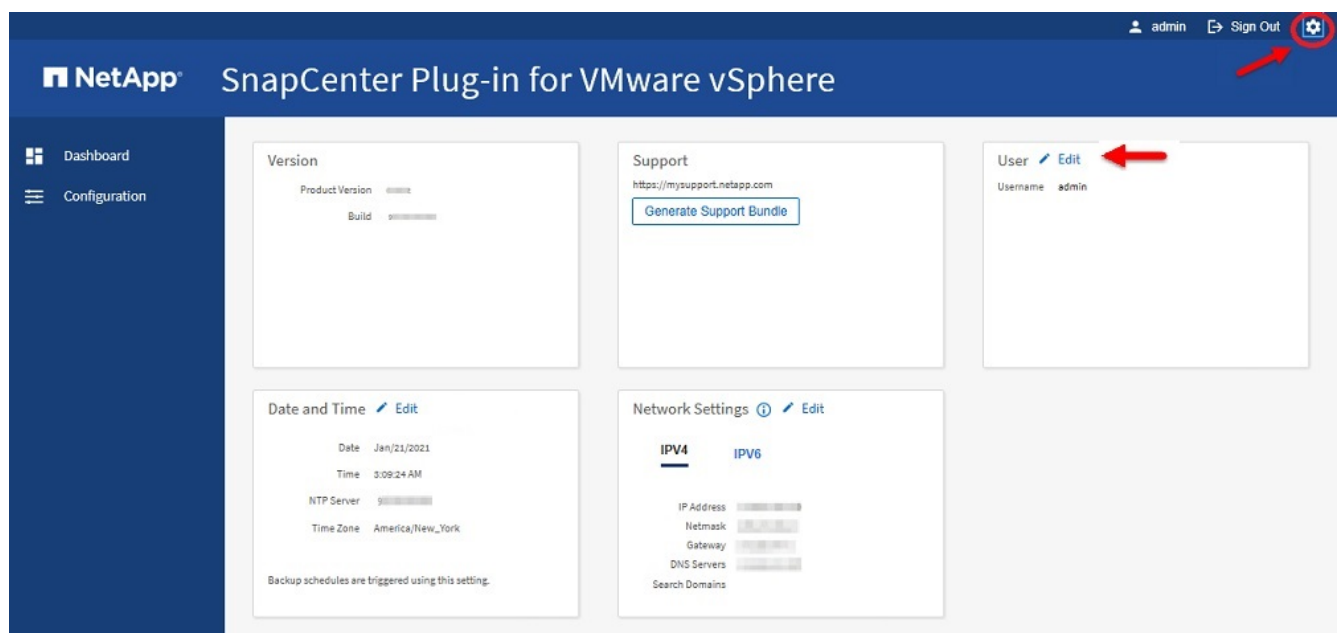 admin Sign Out
NetApp SnapCenter Plug-in for VMware vSphere
Dashboard
Configuration
Version
Product Version
Build
Support
https://mysupport.netapp.com
Generate Support Bundle
User Edit
Username admin
Date and Time Edit
Date Jan/21/2021
Time 3:09:24 AM
NTP Server
Time Zone America/New_York
Backup schedules are triggered using this setting.
Network Settings Edit
IPV4 IPV6
IP Address
Netmask
Gateway
DNS Servers
Search Domains